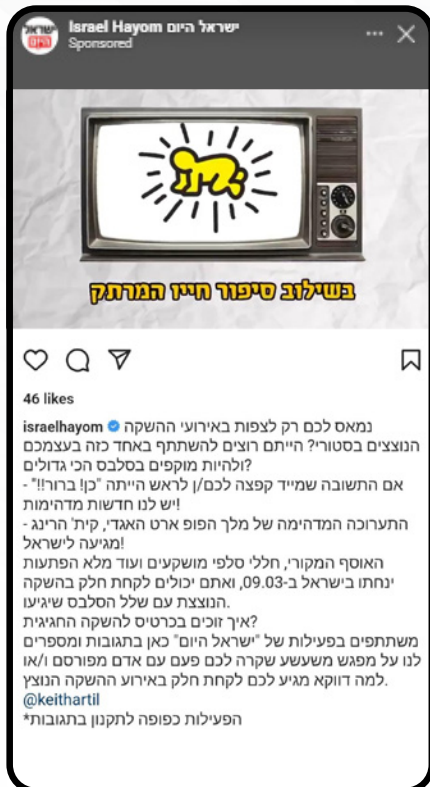 ישראל היום Israel Hayom
Sponsored
ישראל היום
בשילוב סיפור חייו המרתק
46 likes
israelhayom נמאס לכם רק לצפות באירועי ההשקה
הנוצצים בסטורי? הייתם רוצים להשתתף באחד כזה בעצמכם
ולהיות מוקפים בסלבס הכי גדולים?
אם התשובה שמייד קפצה לכם/ן לראש הייתה "כן! ברור!!" -
יש לנו חדשות מדהימות!
התערוכה המדהימה של מלך הפופ ארט האגדי, קית' הרינג -
מגיעה לישראל!
האוסף המקורי, חללי סלפי מושקעים ועוד מלא הפתעות
ינחתו בישראל ב-09.03, ואתם יכולים לקחת חלק בהשקה
הנוצצת עם שלל הסלבס שיגיעו.
איך זוכים בכרטיס להשקה החגיגית?
משתתפים בפעילות של "ישראל היום" כאן בתגובות ומספרים
לנו על מפגש משעשע שקרה לכם פעם עם אדם מפורסם ו/או
למה דווקא מגיע לכם לקחת חלק באירוע ההשקה הנוצץ.
@keithartil
*הפעילות כפופה לתקנון בתגובות